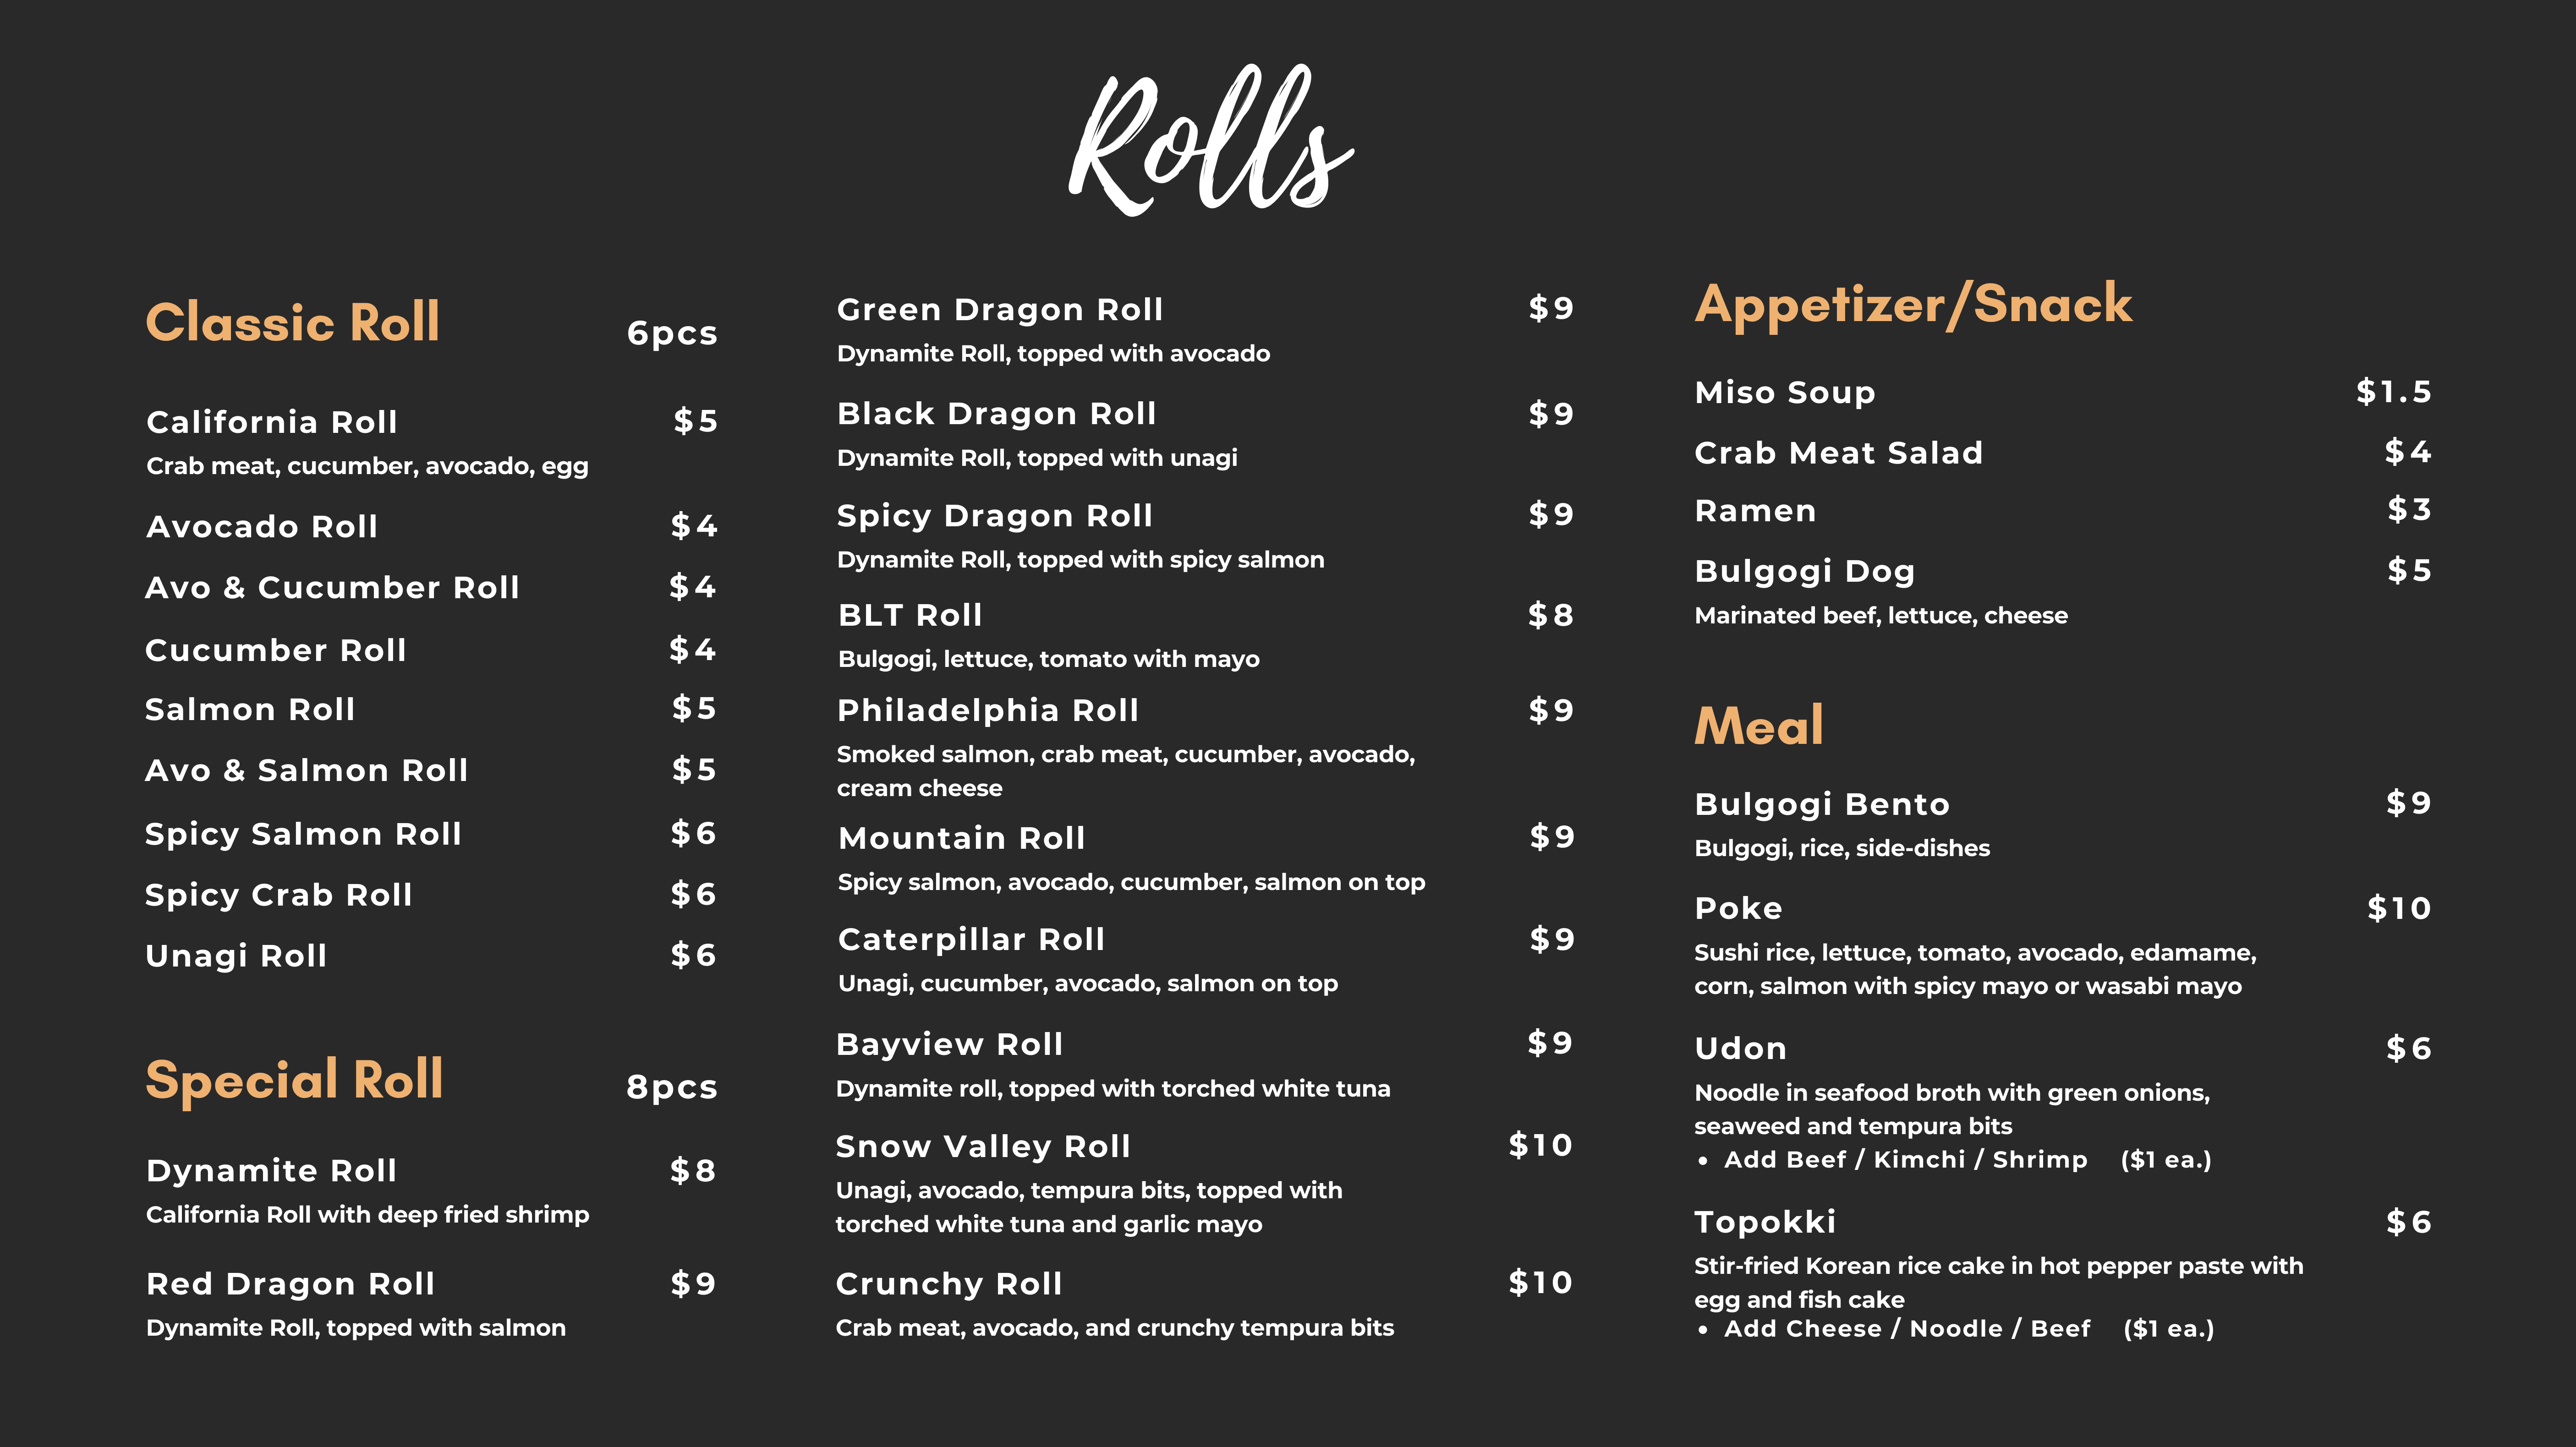 Rolls
Classic Roll 6pcs
California Roll $5
Crab meat, cucumber, avocado, egg
Avocado Roll $4
Avo & Cucumber Roll $4
Cucumber Roll $4
Salmon Roll $5
Avo & Salmon Roll $5
Spicy Salmon Roll $6
Spicy Crab Roll $6
Unagi Roll $6
Special Roll 8pcs
Dynamite Roll $8
California Roll with deep fried shrimp
Red Dragon Roll $9
Dynamite Roll, topped with salmon
Green Dragon Roll $9
Dynamite Roll, topped with avocado
Black Dragon Roll $9
Dynamite Roll, topped with unagi
Spicy Dragon Roll $9
Dynamite Roll, topped with spicy salmon
BLT Roll $8
Bulgogi, lettuce, tomato with mayo
Philadelphia Roll $9
Smoked salmon, crab meat, cucumber, avocado,
cream cheese
Mountain Roll $9
Spicy salmon, avocado, cucumber, salmon on top
Caterpillar Roll $9
Unagi, cucumber, avocado, salmon on top
Bayview Roll $9
Dynamite roll, topped with torched white tuna
Snow Valley Roll $10
Unagi, avocado, tempura bits, topped with
torched white tuna and garlic mayo
Crunchy Roll $10
Crab meat, avocado, and crunchy tempura bits
Appetizer/Snack
Miso Soup $1.5
Crab Meat Salad $4
Ramen $3
Bulgogi Dog $5
Marinated beef, lettuce, cheese
Meal
Bulgogi Bento $9
Bulgogi, rice, side-dishes
Poke $10
Sushi rice, lettuce, tomato, avocado, edamame,
corn, salmon with spicy mayo or wasabi mayo
Udon $6
Noodle in seafood broth with green onions,
seaweed and tempura bits
• Add Beef / Kimchi / Shrimp ($1 ea.)
Topokki $6
Stir-fried Korean rice cake in hot pepper paste with
egg and fish cake
• Add Cheese / Noodle / Beef ($1 ea.)